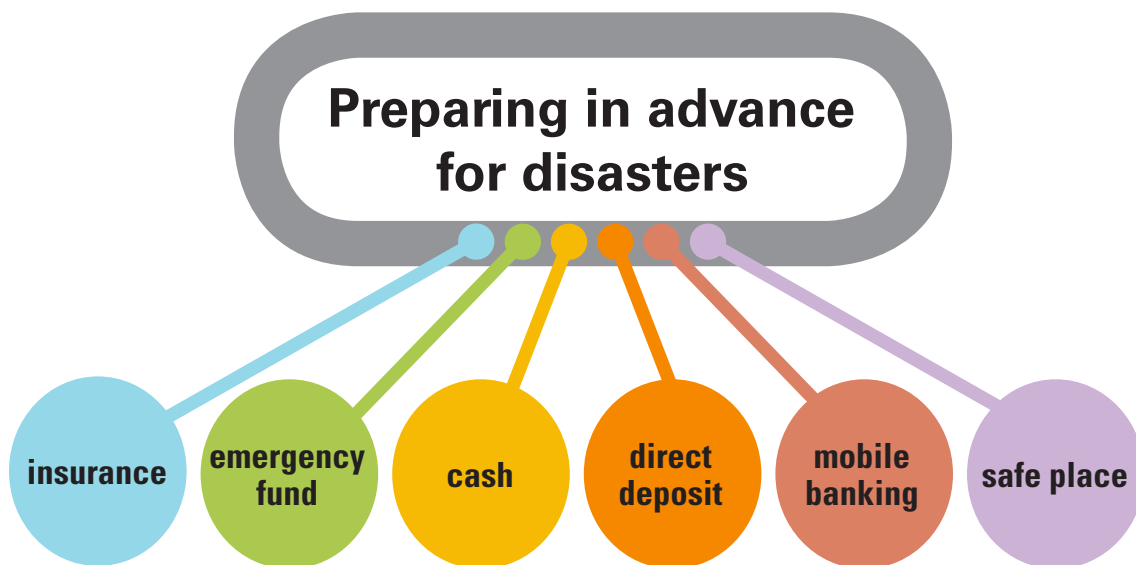 Preparing in advance
for disasters
insurance
emergency
fund
cash
direct
deposit
mobile
banking
safe place